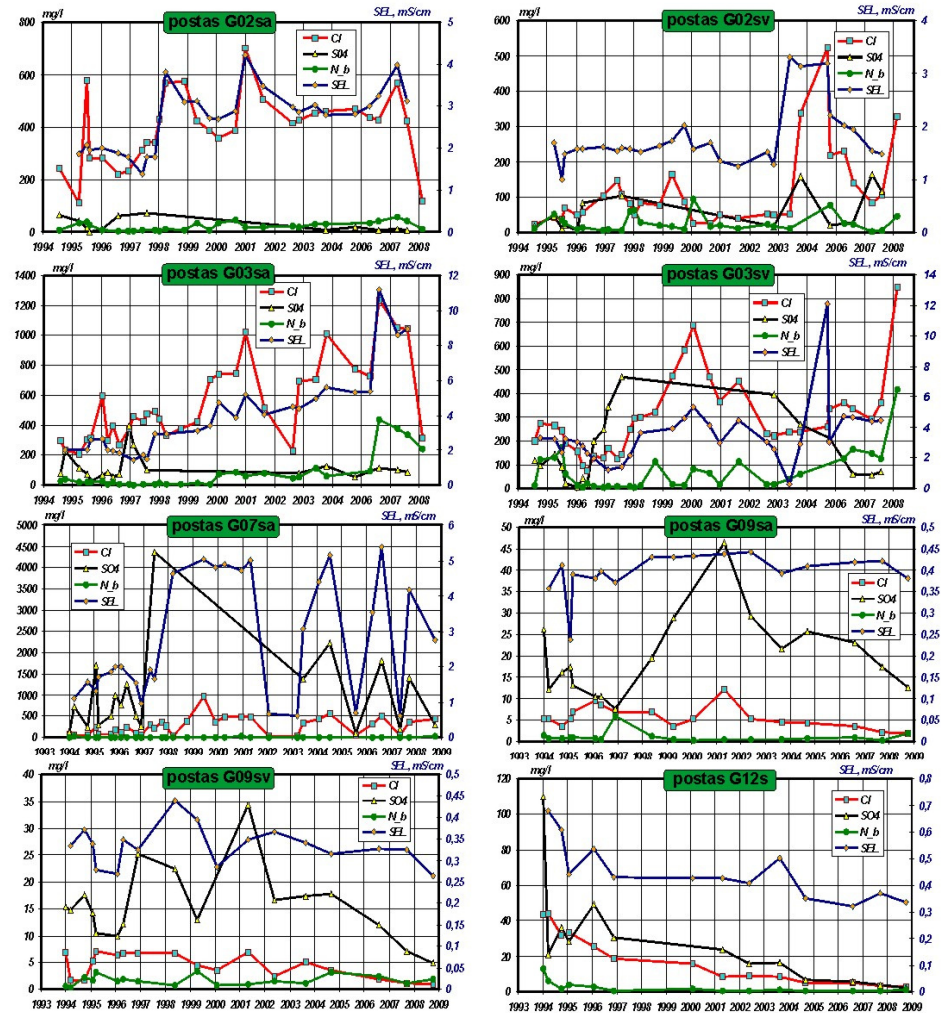 mg/l postas G02sa SEL, mS/cm
800 5
Cl
SO4
N_b
SEL
4
600
3
400
2
200
1
0 0
1994 1995 1996 1997 1998 1999 2000 2001 2002 2003 2004 2005 2006 2007 2008
mg/l postas G02sv SEL, mS/cm
600 4
Cl
SO4
N_b
SEL
500
400 3
300 2
200
100 1
0 0
1994 1995 1996 1997 1998 1999 2000 2001 2002 2003 2004 2005 2006 2007 2008
mg/l postas G03sa SEL, mS/cm
1400 12
Cl
SO4
N_b
SEL
1200 10
1000 8
800
600 6
400 4
200 2
0 0
1994 1995 1996 1997 1998 1999 2000 2001 2002 2003 2004 2005 2006 2007 2008
mg/l postas G03sv SEL, mS/cm
900 14
Cl
SO4
N_b
SEL
800 12
700
600 10
500 8
400 6
300
200 4
100 2
0 0
1994 1995 1996 1997 1998 1999 2000 2001 2002 2003 2004 2005 2006 2007 2008
mg/l postas G07sa SEL, mS/cm
5000 6
Cl
SO4
N_b
SEL
4500
4000 5
3500 4
3000
2500 3
2000
1500 2
1000 1
500
0 0
1993 1994 1995 1996 1997 1998 1999 2000 2001 2002 2003 2004 2005 2006 2007 2008 2009
mg/l postas G09sa SEL, mS/cm
50 0,5
45 0,45
40 0,4
35 0,35
30 0,3
Cl
SO4
N_b
SEL
25 0,25
20 0,2
15 0,15
10 0,1
5 0,05
0 0
1993 1994 1995 1996 1997 1998 1999 2000 2001 2002 2003 2004 2005 2006 2007 2008 2009
mg/l postas G09sv SEL, mS/cm
40 0,5
Cl
SO4
N_b
SEL
35 0,45
0,4
30 0,35
25 0,3
20 0,25
15 0,2
0,15
10 0,1
5 0,05
0 0
1993 1994 1995 1996 1997 1998 1999 2000 2001 2002 2003 2004 2005 2006 2007 2008 2009
mg/l postas G12s SEL, mS/cm
120 0,8
Cl
SO4
N_b
SEL
100 0,7
0,6
80 0,5
60 0,4
40 0,3
0,2
20 0,1
0 0
1993 1994 1995 1996 1997 1998 1999 2000 2001 2002 2003 2004 2005 2006 2007 2008 2009